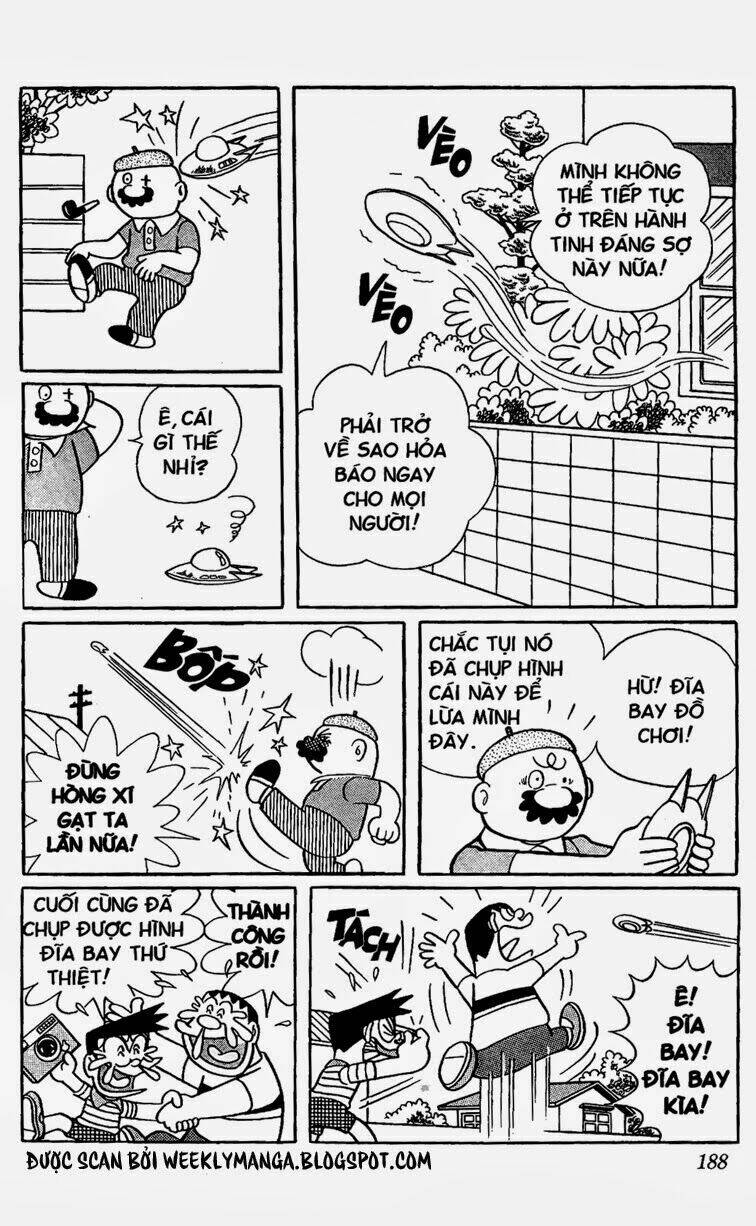 VÈO
MÌNH KHÔNG
THỂ TIẾP TỤC
Ở TRÊN HÀNH
TINH ĐÁNG SỢ
NÀY NỮA!
VÈO
PHẢI TRỞ
VỀ SAO HỎA
BÁO NGAY
CHO MỌI
NGƯỜI!
Ê, CÁI
GÌ THẾ
NHỈ?
HỪ! ĐĨA
BAY ĐỒ
CHƠI!
CHẮC TỤI NÓ
ĐÃ CHỤP HÌNH
CÁI NÀY ĐỂ
LỪA MÌNH
ĐÂY.
BỐP
ĐỪNG
HÒNG XÍ
GẠT TA
LẦN NỮA!
Ê!
ĐĨA
BAY!
ĐĨA BAY
KÌA!
TÁCH
THÀNH
CÔNG
RỒI!
CUỐI CÙNG ĐÃ
CHỤP ĐƯỢC HÌNH
ĐĨA BAY THỨ
THIỆT!
ĐƯỢC SCAN BỞI WEEKLYMANGA.BLOGSPOT.COM
188